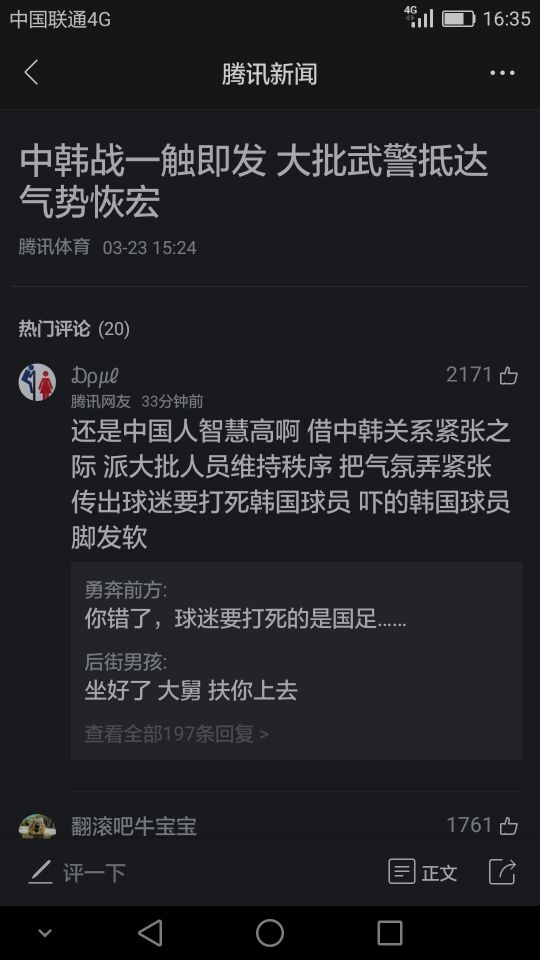 中国联通4G
4G
16:35
腾讯新闻
中韩战一触即发 大批武警抵达
气势恢宏
腾讯体育 03-23 15:24
热门评论 (20)
2171
腾讯网友 33分钟前
还是中国人智慧高啊 借中韩关系紧张之
际 派大批人员维持秩序 把气氛弄紧张
传出球迷要打死韩国球员 吓的韩国球员
脚发软
勇奔前方:
你错了，球迷要打死的是国足......
后街男孩:
坐好了 大舅 扶你上去
查看全部197条回复 >
翻滚吧牛宝宝
1761
评一下
正文